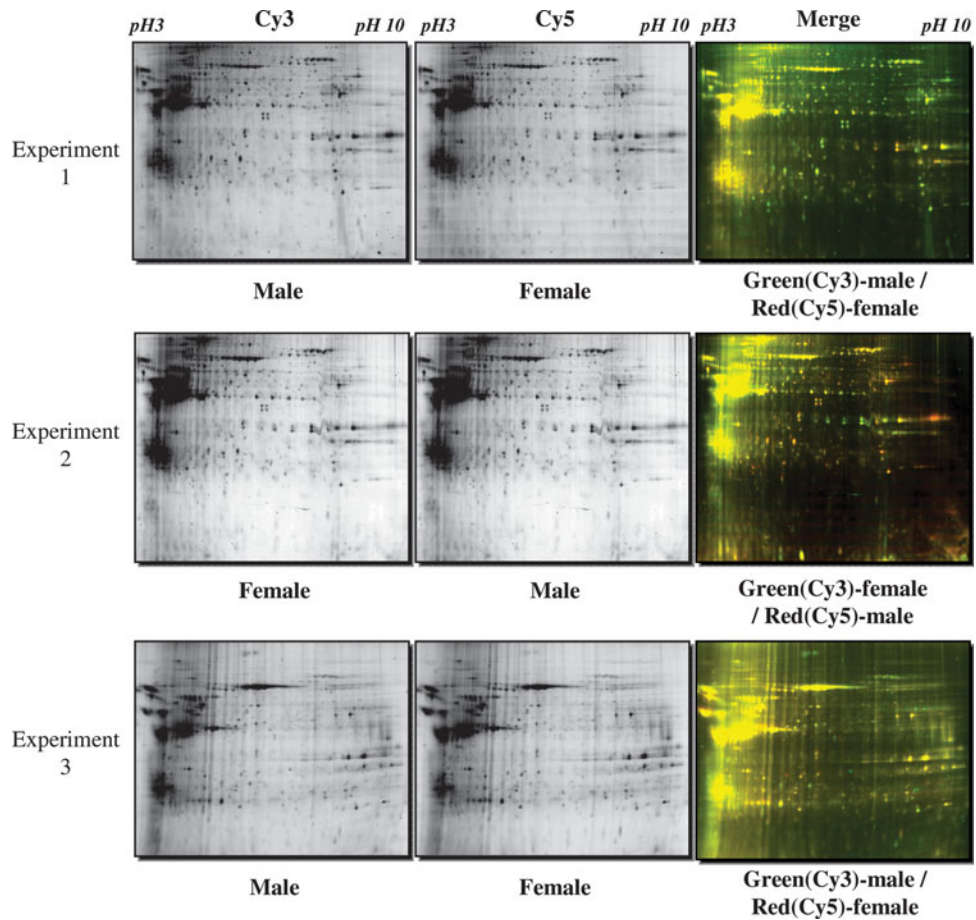 Cy3 Cy5 Merge
pH3 pH 10 pH3 pH 10 pH3 pH 10
Experiment
1
Male Female Green(Cy3)-male /
Red(Cy5)-female
Experiment
2
Female Male Green(Cy3)-female
/ Red(Cy5)-male
Experiment
3
Male Female Green(Cy3)-male /
Red(Cy5)-female